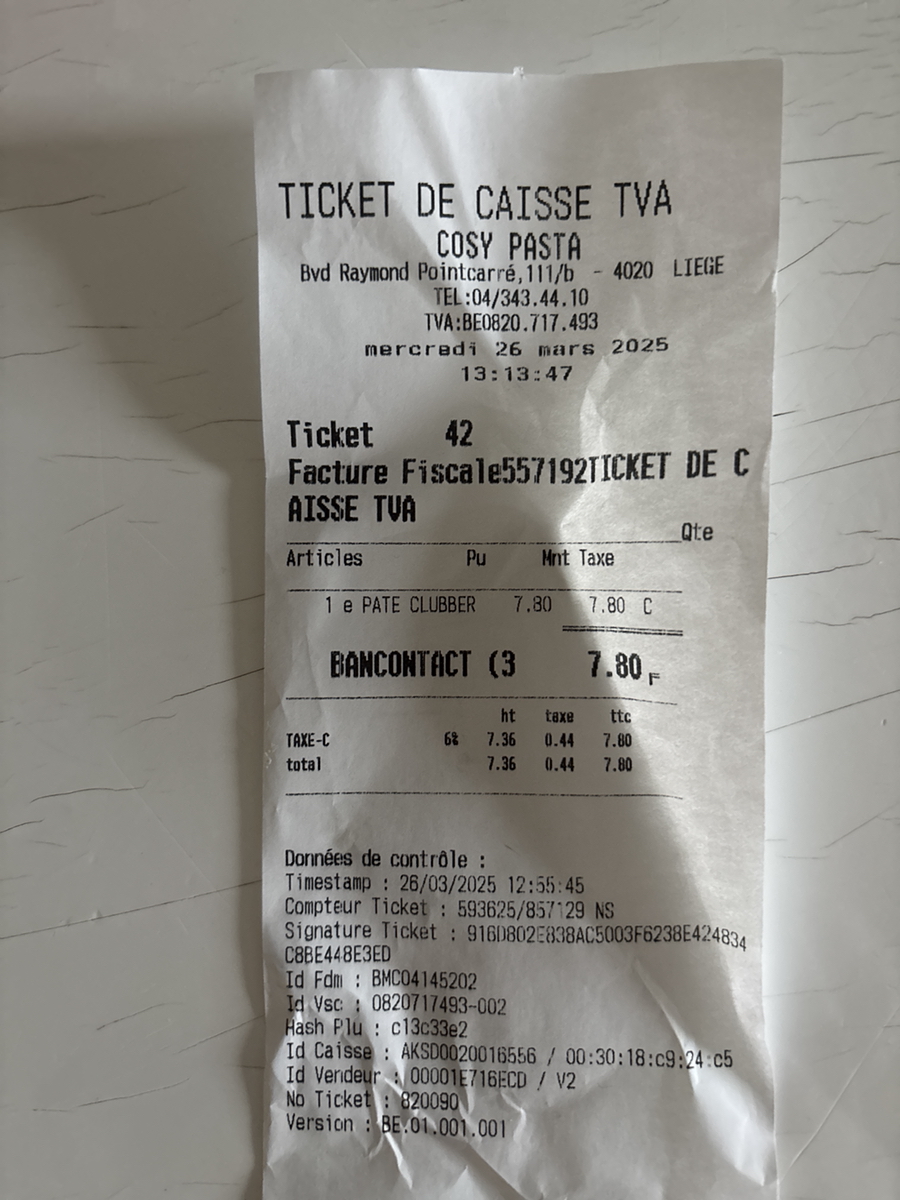 TICKET DE CAISSE TVA
COSY PASTA
Bvd Raymond Pointcarré,111/b - 4020 LIEGE
TEL:04/343.44.10
TVA:BE0820.717.493
mercredi 26 mars 2025
13:13:47
Ticket 42
Facture Fiscale557192TICKET DE C
AISSE TVA
Qte
Articles Pu Mnt Taxe
1 e PATE CLUBBER 7.80 7.80 C
BANCONTACT (3 7.80
ht taxe ttc
TAXE-C 6% 7.36 0.44 7.80
total 7.36 0.44 7.80
Données de contrôle :
Timestamp : 26/03/2025 12:55:45
Compteur Ticket : 593625/857129 NS
Signature Ticket : 916D802E838AC5003F6238E424834
C8BE448E3ED
Id Fdm : BMC04145202
Id Vsc : 0820717493-002
Hash Plu : c13c33e2
Id Caisse : AKSD0020016556 / 00:30:18:c9:24:c5
Id Vendeur : 00001E716ECD / V2
No Ticket : 820090
Version : BE.01.001.001